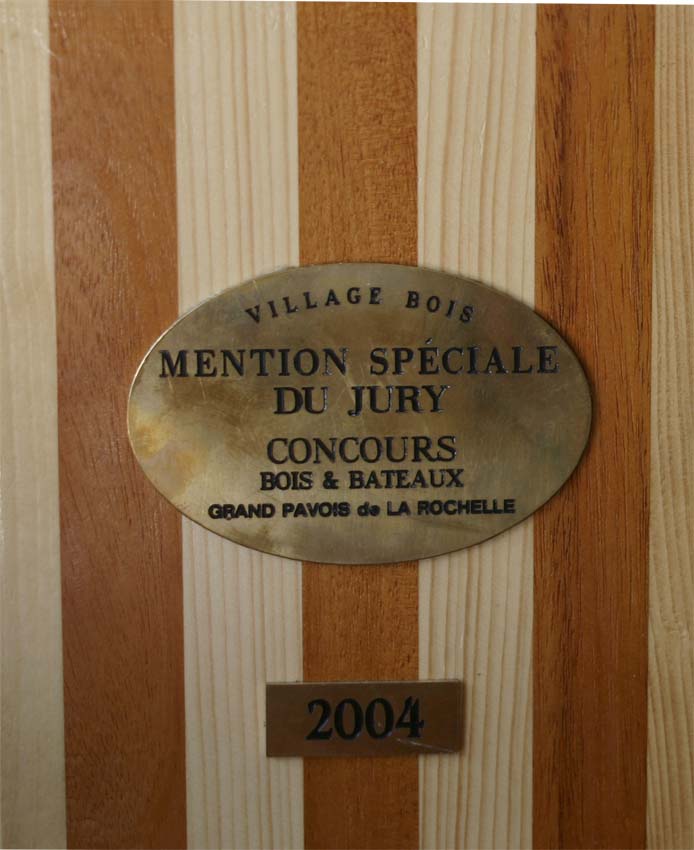 VILLAGE BOIS
MENTION SPÉCIALE
DU JURY
CONCOURS
BOIS & BATEAUX
GRAND PAVOIS de LA ROCHELLE
2004